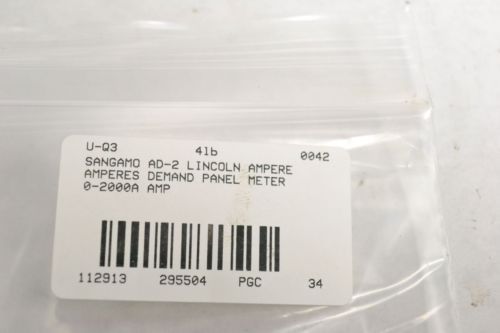 U-Q3 4lb 0042
SANGAMO AD-2 LINCOLN AMPERE
AMPERES DEMAND PANEL METER
0-2000A AMP
112913 295504 PGC 34